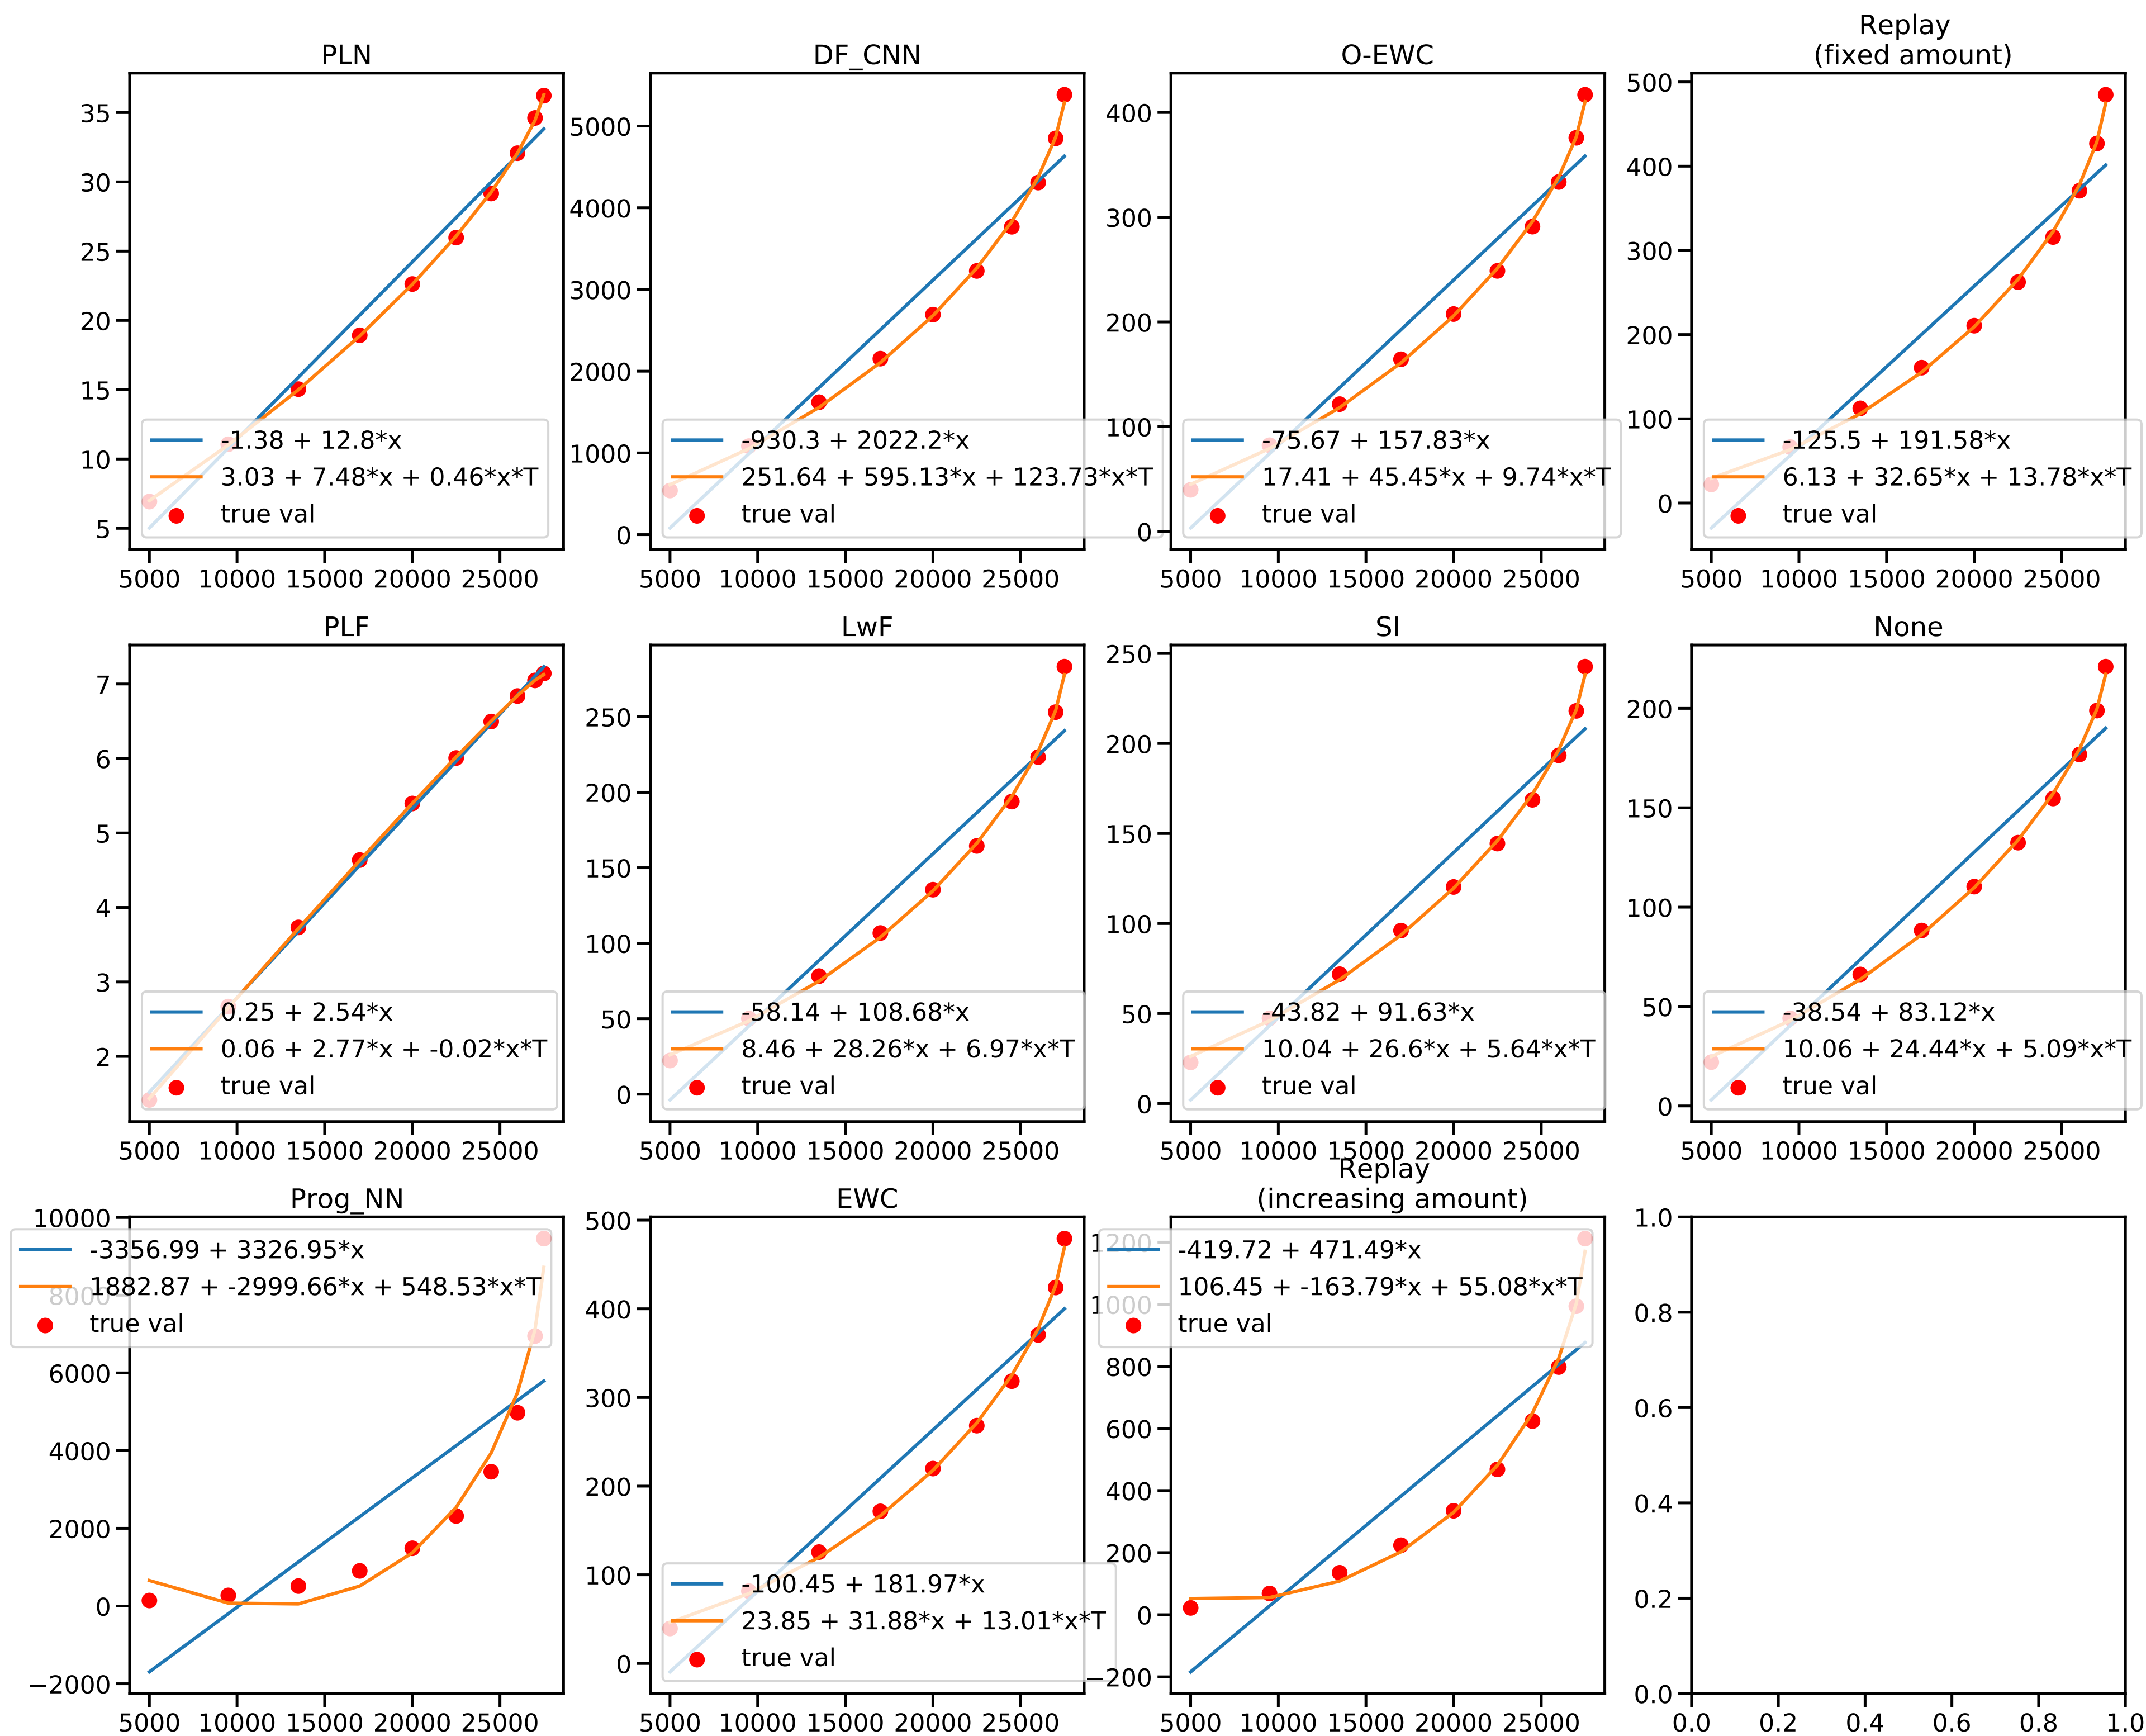 PLN
35
30
25
20
15
10
5
-1.38 + 12.8*x
3.03 + 7.48*x + 0.46*x*T
true val
5000 10000 15000 20000 25000
DF_CNN
5000
4000
3000
2000
1000
0
-930.3 + 2022.2*x
251.64 + 595.13*x + 123.73*x*T
true val
5000 10000 15000 20000 25000
O-EWC
400
300
200
100
0
-75.67 + 157.83*x
17.41 + 45.45*x + 9.74*x*T
true val
5000 10000 15000 20000 25000
Replay
(fixed amount)
500
400
300
200
100
0
-125.5 + 191.58*x
6.13 + 32.65*x + 13.78*x*T
true val
5000 10000 15000 20000 25000
PLF
7
6
5
4
3
2
0.25 + 2.54*x
0.06 + 2.77*x + -0.02*x*T
true val
5000 10000 15000 20000 25000
LwF
250
200
150
100
50
0
-58.14 + 108.68*x
8.46 + 28.26*x + 6.97*x*T
true val
5000 10000 15000 20000 25000
SI
250
200
150
100
50
0
-43.82 + 91.63*x
10.04 + 26.6*x + 5.64*x*T
true val
5000 10000 15000 20000 25000
None
200
150
100
50
0
-38.54 + 83.12*x
10.06 + 24.44*x + 5.09*x*T
true val
5000 10000 15000 20000 25000
Prog_NN
10000
8000
6000
4000
2000
0
−2000
-3356.99 + 3326.95*x
1882.87 + -2999.66*x + 548.53*x*T
true val
5000 10000 15000 20000 25000
EWC
500
400
300
200
100
0
-100.45 + 181.97*x
23.85 + 31.88*x + 13.01*x*T
true val
5000 10000 15000 20000 25000
Replay
(increasing amount)
1200
1000
800
600
400
200
0
−200
-419.72 + 471.49*x
106.45 + -163.79*x + 55.08*x*T
true val
5000 10000 15000 20000 25000
1.0
0.8
0.6
0.4
0.2
0.0
0.0 0.2 0.4 0.6 0.8 1.0